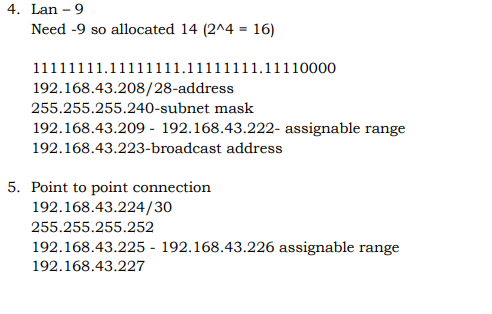 4. Lan – 9
Need -9 so allocated 14 (2^4 = 16)
11111111.11111111.11111111.11110000
192.168.43.208/28-address
255.255.255.240-subnet mask
192.168.43.209 - 192.168.43.222- assignable range
192.168.43.223-broadcast address
5. Point to point connection
192.168.43.224/30
255.255.255.252
192.168.43.225 - 192.168.43.226 assignable range
192.168.43.227